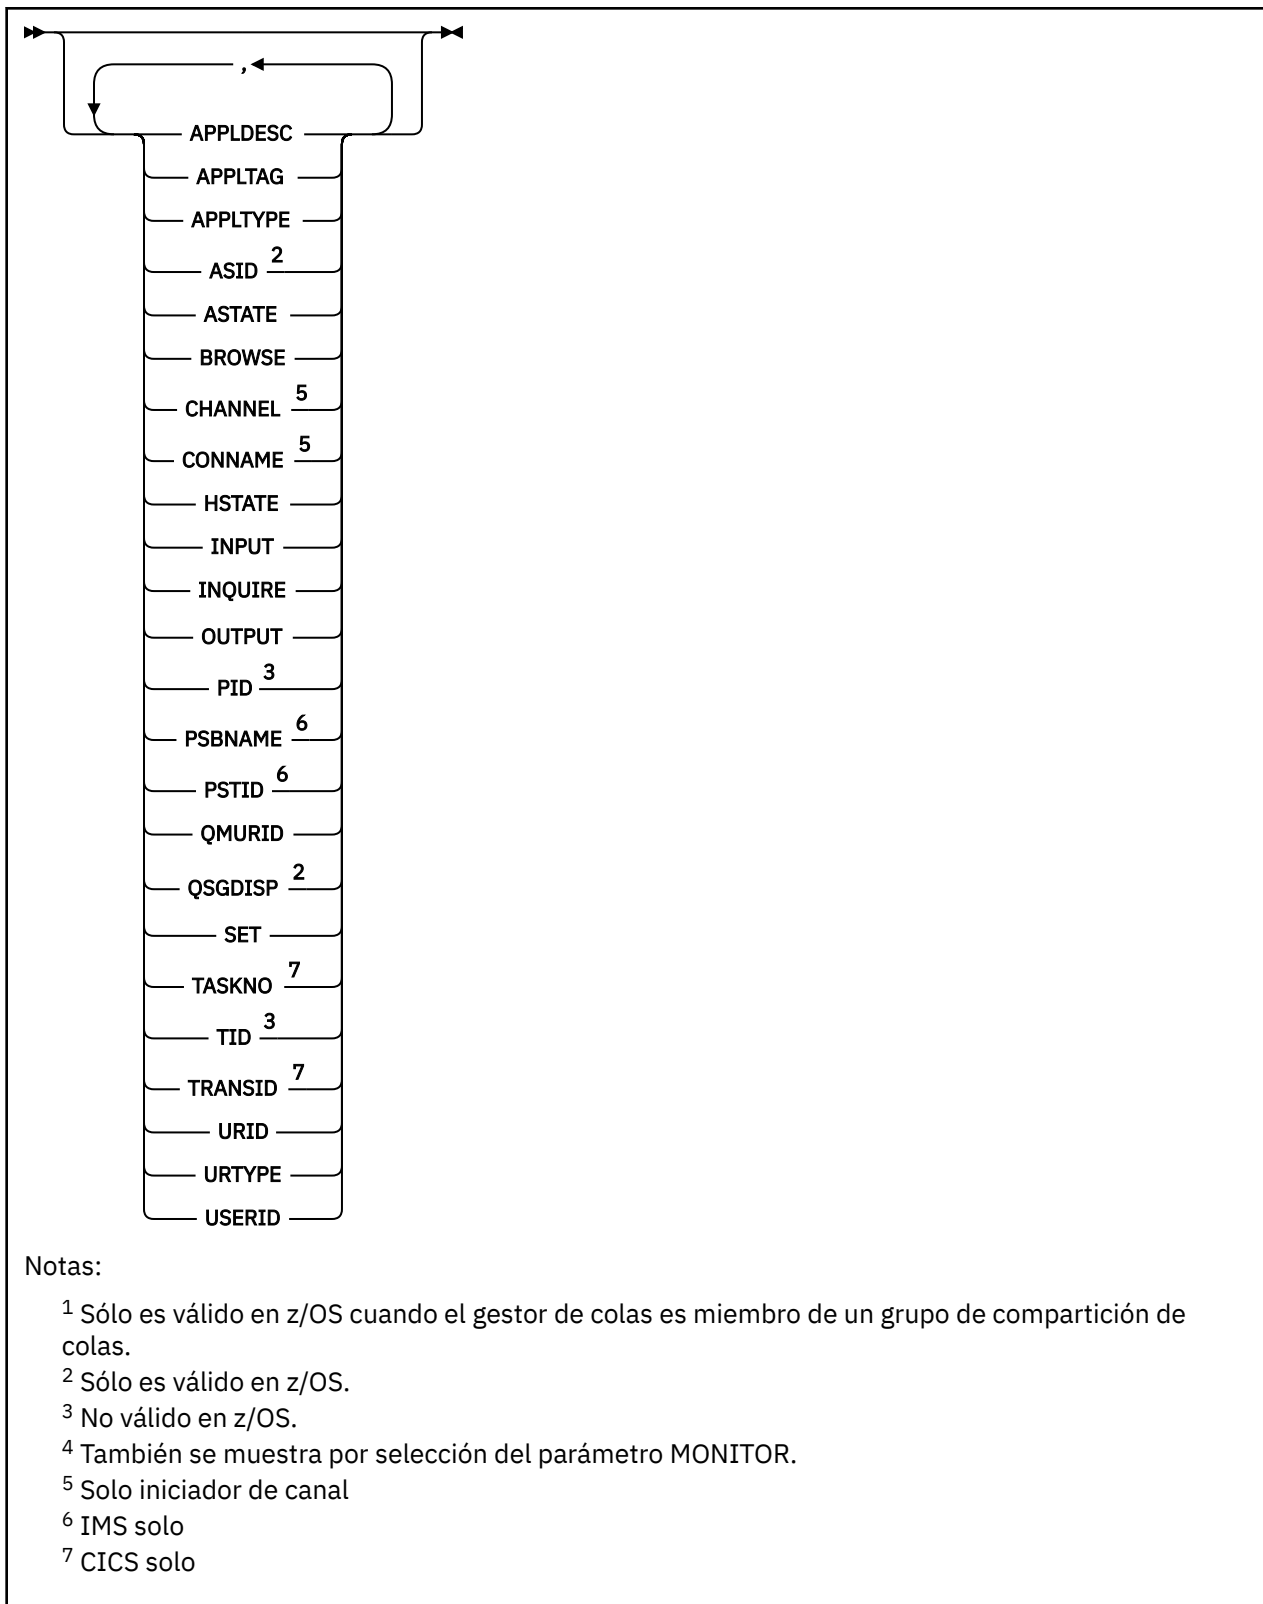 ,
APPLDESC
APPLTAG
APPLTYPE
ASID 2
ASTATE
BROWSE
CHANNEL 5
CONNAME 5
HSTATE
INPUT
INQUIRE
OUTPUT
PID 3
PSBNAME 6
PSTID 6
QMURID
QSGDISP 2
SET
TASKNO 7
TID 3
TRANSID 7
URID
URTYPE
USERID
Notas:
1 Sólo es válido en z/OS cuando el gestor de colas es miembro de un grupo de compartición de
colas.
2 Sólo es válido en z/OS.
3 No válido en z/OS.
4 También se muestra por selección del parámetro MONITOR.
5 Solo iniciador de canal
6 IMS solo
7 CICS solo